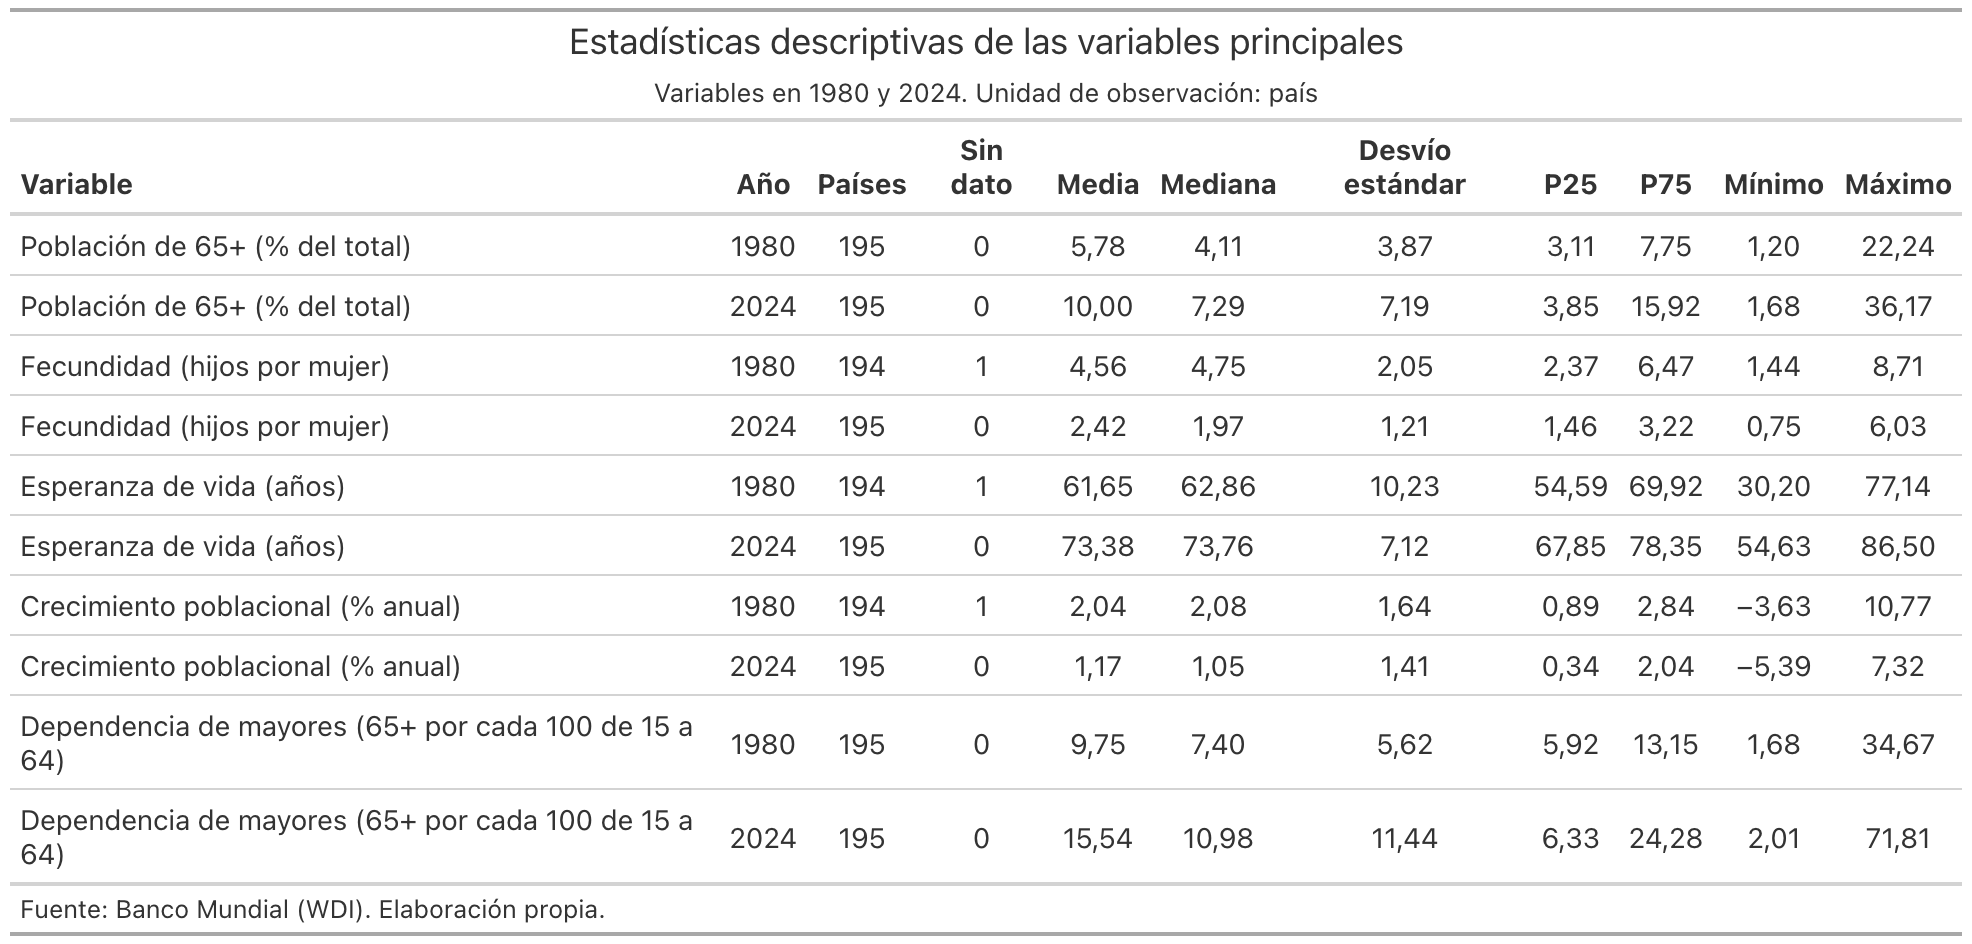 Estadísticas descriptivas de las variables principales
Variables en 1980 y 2024. Unidad de observación: país
Variable Año Países Sin dato Media Mediana Desvío estándar P25 P75 Mínimo Máximo
Población de 65+ (% del total) 1980 195 0 5,78 4,11 3,87 3,11 7,75 1,20 22,24
Población de 65+ (% del total) 2024 195 0 10,00 7,29 7,19 3,85 15,92 1,68 36,17
Fecundidad (hijos por mujer) 1980 194 1 4,56 4,75 2,05 2,37 6,47 1,44 8,71
Fecundidad (hijos por mujer) 2024 195 0 2,42 1,97 1,21 1,46 3,22 0,75 6,03
Esperanza de vida (años) 1980 194 1 61,65 62,86 10,23 54,59 69,92 30,20 77,14
Esperanza de vida (años) 2024 195 0 73,38 73,76 7,12 67,85 78,35 54,63 86,50
Crecimiento poblacional (% anual) 1980 194 1 2,04 2,08 1,64 0,89 2,84 −3,63 10,77
Crecimiento poblacional (% anual) 2024 195 0 1,17 1,05 1,41 0,34 2,04 −5,39 7,32
Dependencia de mayores (65+ por cada 100 de 15 a
64) 1980 195 0 9,75 7,40 5,62 5,92 13,15 1,68 34,67
Dependencia de mayores (65+ por cada 100 de 15 a
64) 2024 195 0 15,54 10,98 11,44 6,33 24,28 2,01 71,81
Fuente: Banco Mundial (WDI). Elaboración propia.